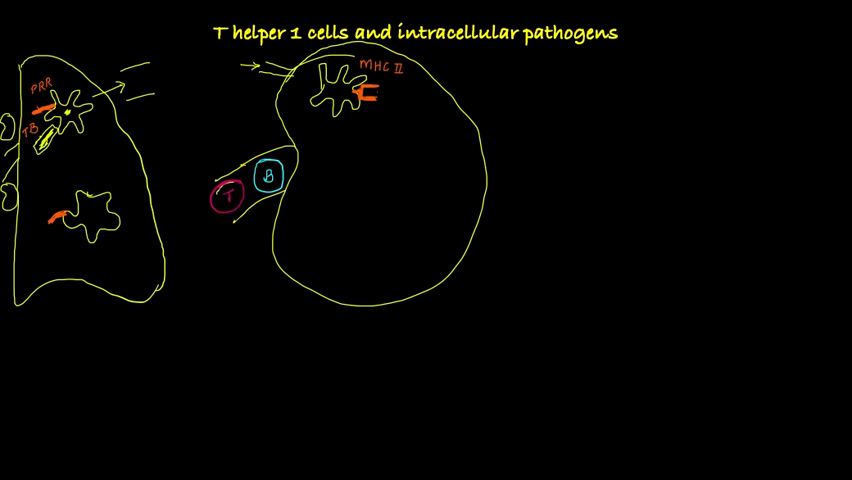 T helper 1 cells and intracellular pathogens
MHC II
PRR
TB
B
T